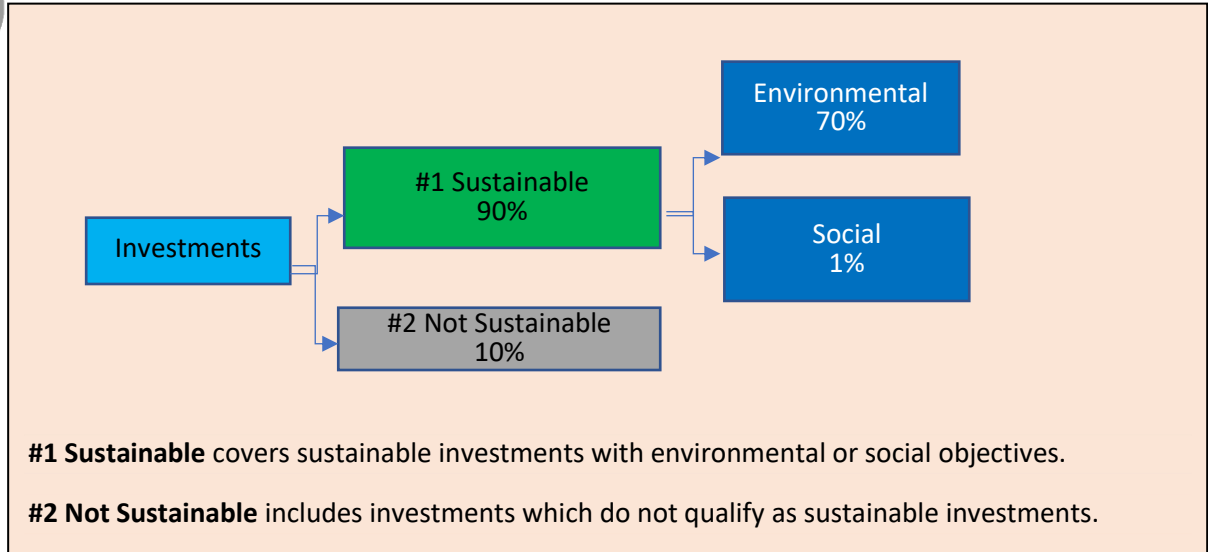 Environmental
70%
#1 Sustainable
90%
Social
1%
Investments
#2 Not Sustainable
10%
#1 Sustainable covers sustainable investments with environmental or social objectives.
#2 Not Sustainable includes investments which do not qualify as sustainable investments.